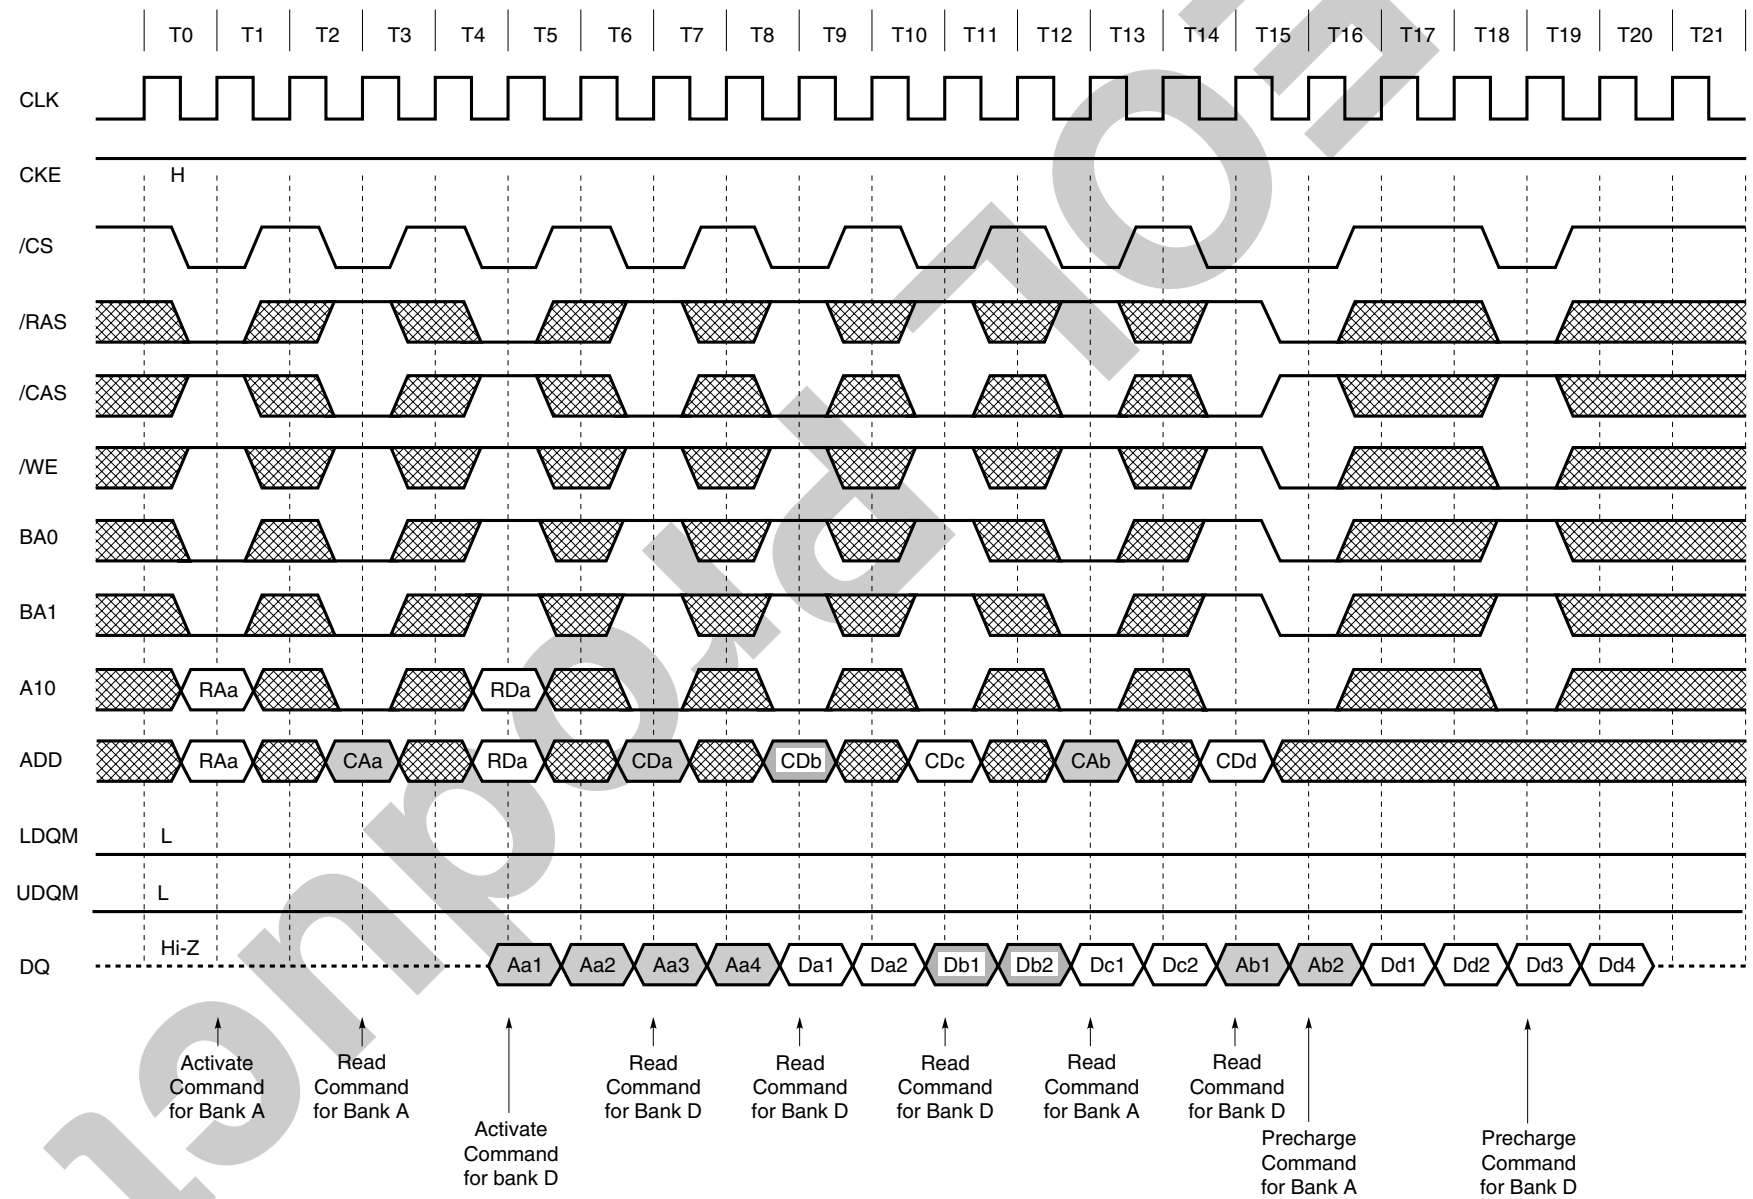 T0 T1 T2 T3 T4 T5 T6 T7 T8 T9 T10 T11 T12 T13 T14 T15 T16 T17 T18 T19 T20 T21
CLK
CKE H
/CS
/RAS
/CAS
/WE
BA0
BA1
A10 RAa RDa
ADD RAa CAa RDa CDa CDb CDc CAb CDd
LDQM L
UDQM L
DQ Hi-Z Aa1 Aa2 Aa3 Aa4 Da1 Da2 Db1 Db2 Dc1 Dc2 Ab1 Ab2 Dd1 Dd2 Dd3 Dd4
Activate
Command
for Bank A
Read
Command
for Bank A
Activate
Command
for bank D
Read
Command
for Bank D
Read
Command
for Bank D
Read
Command
for Bank D
Read
Command
for Bank A
Read
Command
for Bank D
Precharge
Command
for Bank A
Precharge
Command
for Bank D
EOL Product